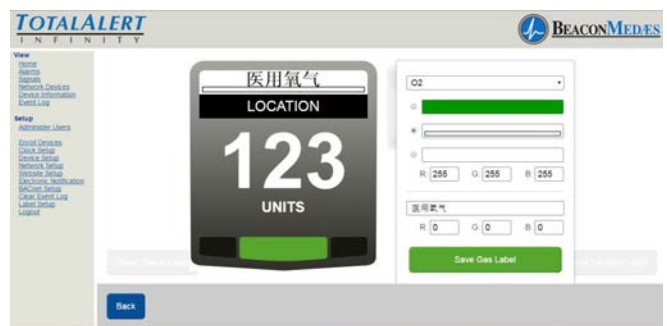 TOTALALERT
INFINITY
BEACONMEDÆS
View
Home
Alarms
Signals
Network Devices
Device Information
Event Log
Setup
Administer Users
Enroll Devices
Clock Setup
Device Setup
Network Setup
Website Setup
Electronic Notification
BACnet Setup
Clear Event Log
Label Setup
Logout
医用氧气
LOCATION
123
UNITS
O2
R 255 G 255 B 255
医用氧气
R 0 G 0 B 0
Save Gas Label
Back